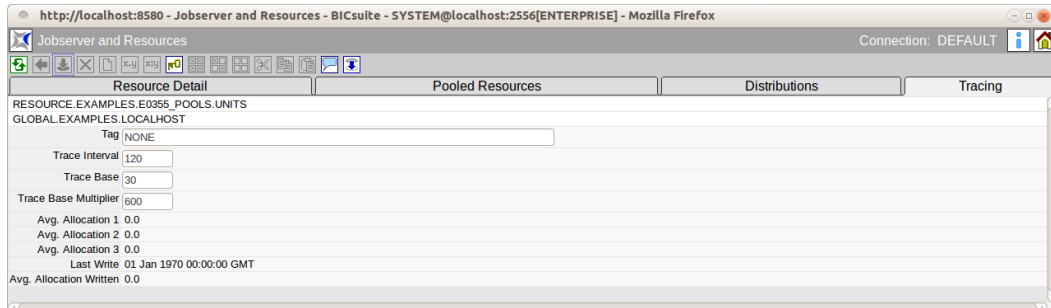 http://localhost:8580 - Jobserver and Resources - BICsuite - SYSTEM@localhost:2556[ENTERPRISE] - Mozilla Firefox
Jobserver and Resources Connection: DEFAULT
Resource Detail Pooled Resources Distributions Tracing
RESOURCE.EXAMPLES.E0355_POOLS.UNITS
GLOBAL.EXAMPLES.LOCALHOST
Tag NONE
Trace Interval 120
Trace Base 30
Trace Base Multiplier 600
Avg. Allocation 1 0.0
Avg. Allocation 2 0.0
Avg. Allocation 3 0.0
Last Write 01 Jan 1970 00:00:00 GMT
Avg. Allocation Written 0.0